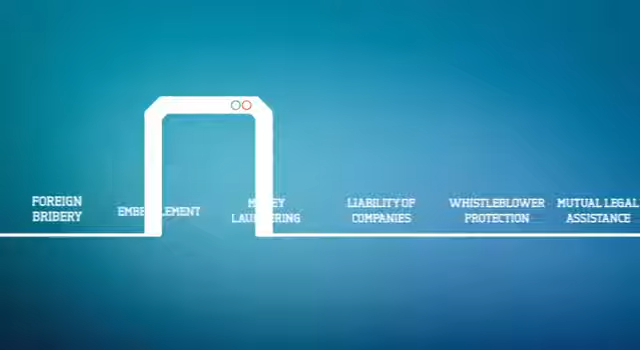 FOREIGN
BRIBERY
LIABILITY OF
COMPANIES
WHISTLEBLOWER
PROTECTION
MUTUAL LEGAL
ASSISTANCE